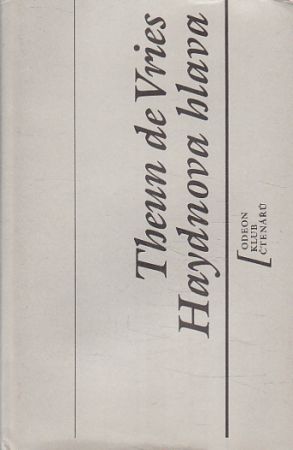 Theun de Vries
Haydnova hlava
ODEON
KLUB
ČTENÁŘŮ